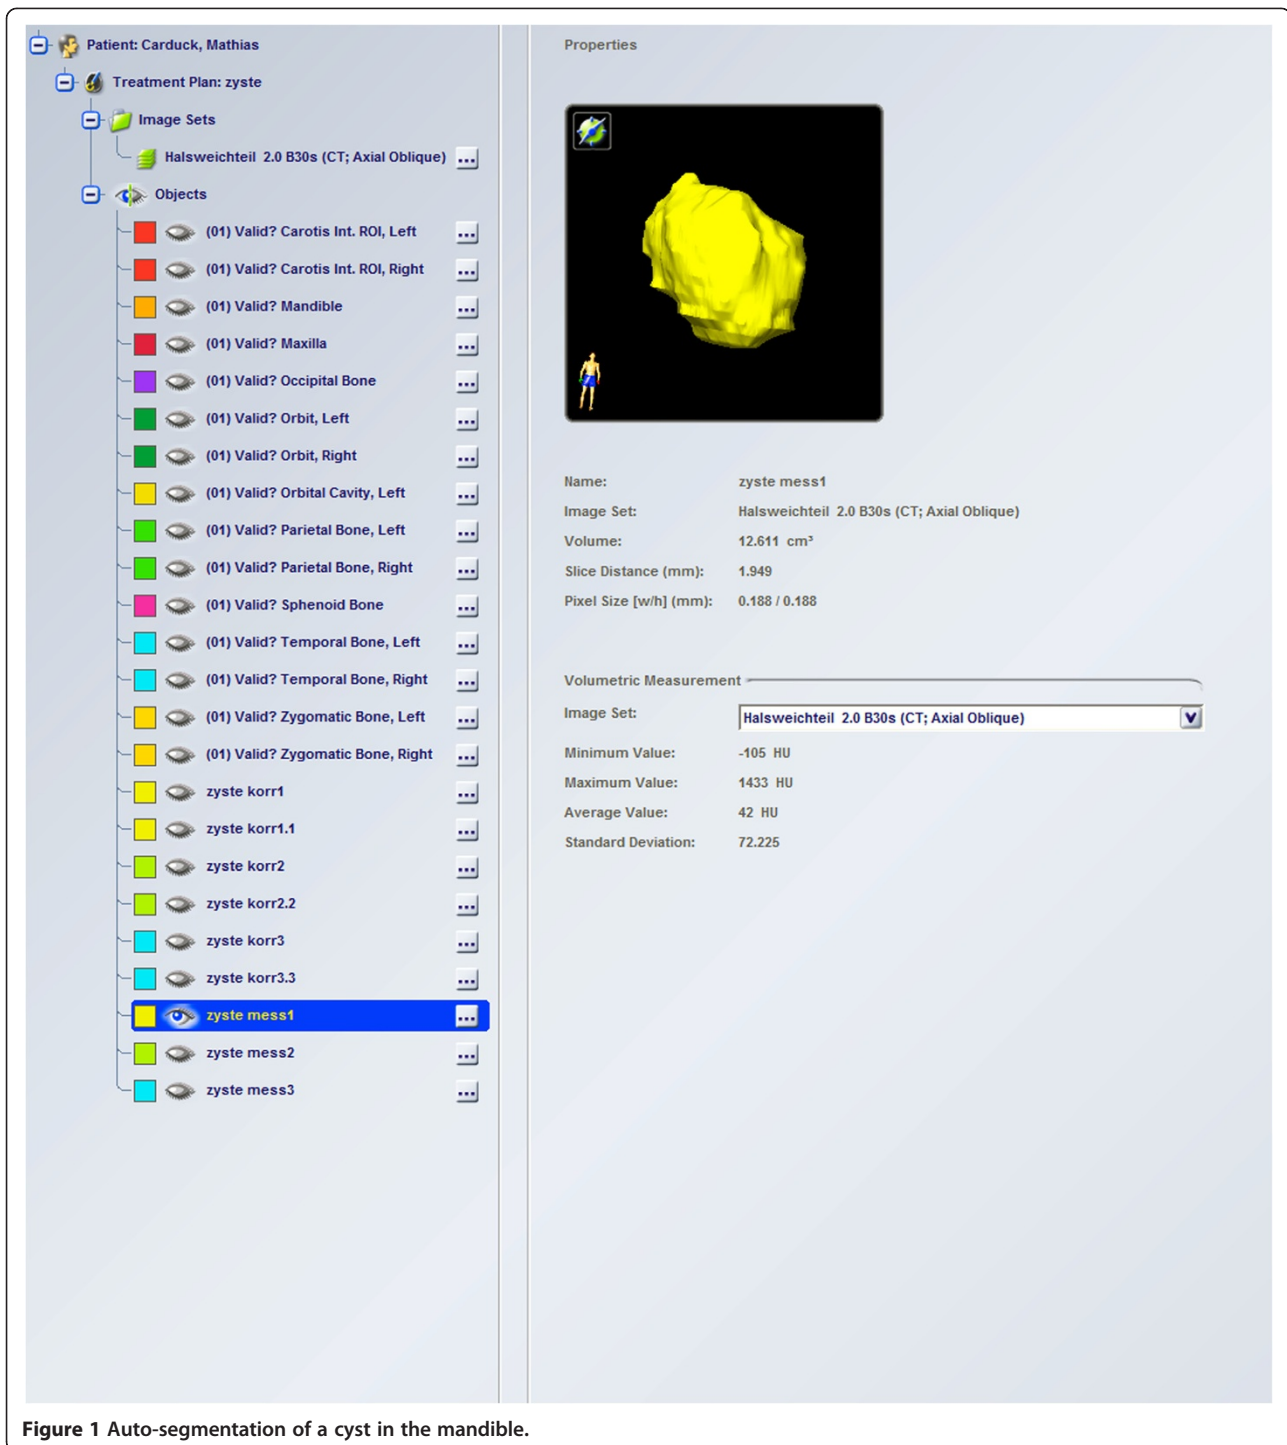 Patient: Carduck, Mathias
Treatment Plan: zyste
Image Sets
Halsweichteil 2.0 B30s (CT; Axial Oblique) ...
Objects
(01) Valid? Carotis Int. ROI, Left ...
(01) Valid? Carotis Int. ROI, Right ...
(01) Valid? Mandible ...
(01) Valid? Maxilla ...
(01) Valid? Occipital Bone ...
(01) Valid? Orbit, Left ...
(01) Valid? Orbit, Right ...
(01) Valid? Orbital Cavity, Left ...
(01) Valid? Parietal Bone, Left ...
(01) Valid? Parietal Bone, Right ...
(01) Valid? Sphenoid Bone ...
(01) Valid? Temporal Bone, Left ...
(01) Valid? Temporal Bone, Right ...
(01) Valid? Zygomatic Bone, Left ...
(01) Valid? Zygomatic Bone, Right ...
zyste korr1 ...
zyste korr1.1 ...
zyste korr2 ...
zyste korr2.2 ...
zyste korr3 ...
zyste korr3.3 ...
zyste mess1 ...
zyste mess2 ...
zyste mess3 ...
Properties
Name: zyste mess1
Image Set: Halsweichteil 2.0 B30s (CT; Axial Oblique)
Volume: 12.611 cm³
Slice Distance (mm): 1.949
Pixel Size [w/h] (mm): 0.188 / 0.188
Volumetric Measurement
Image Set: Halsweichteil 2.0 B30s (CT; Axial Oblique)
Minimum Value: -105 HU
Maximum Value: 1433 HU
Average Value: 42 HU
Standard Deviation: 72.225
Figure 1 Auto-segmentation of a cyst in the mandible.